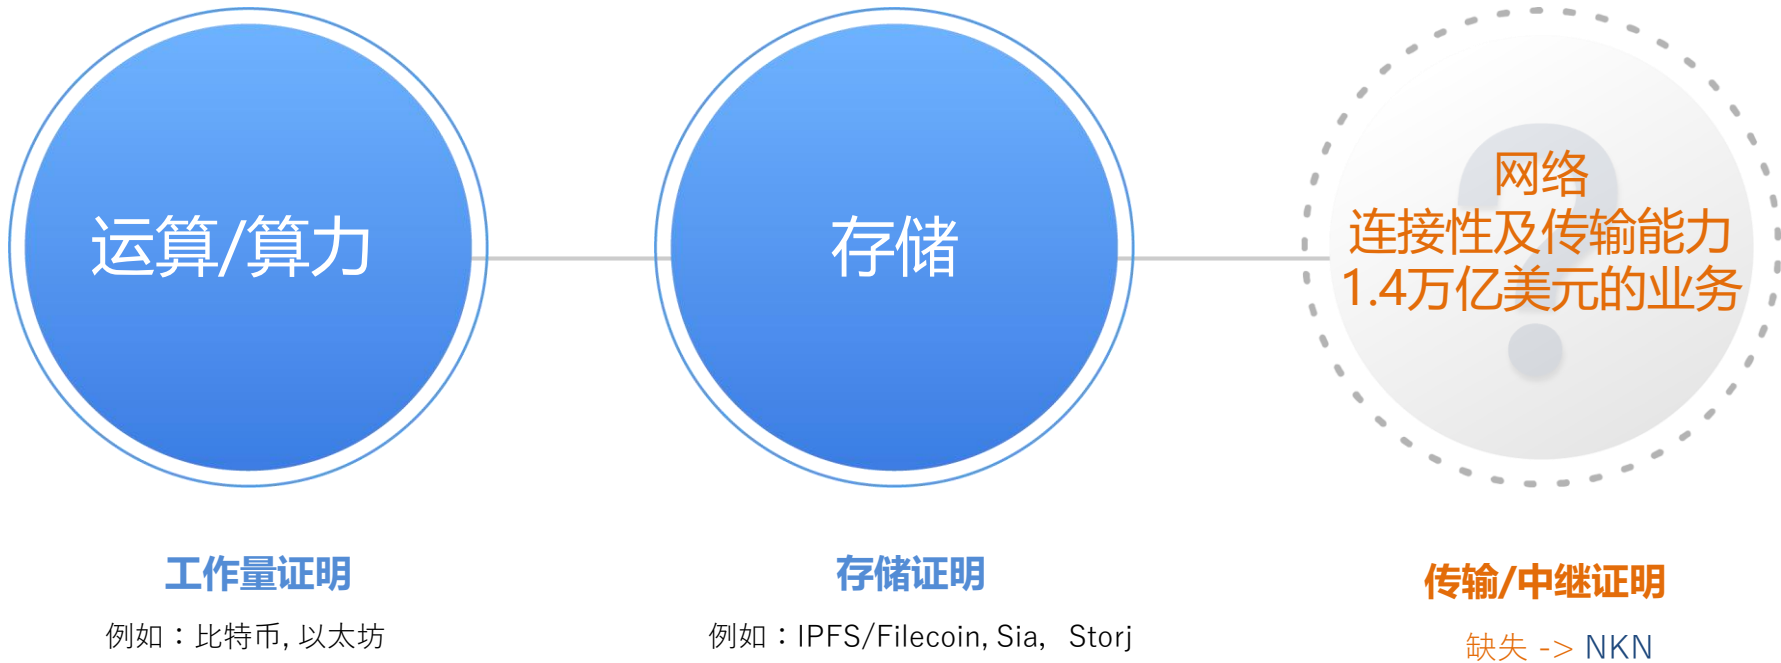 运算/算力
存储
网络
连接性及传输能力
1.4万亿美元的业务
?
工作量证明
例如：比特币, 以太坊
存储证明
例如：IPFS/Filecoin, Sia, Storj
传输/中继证明
缺失 -> NKN